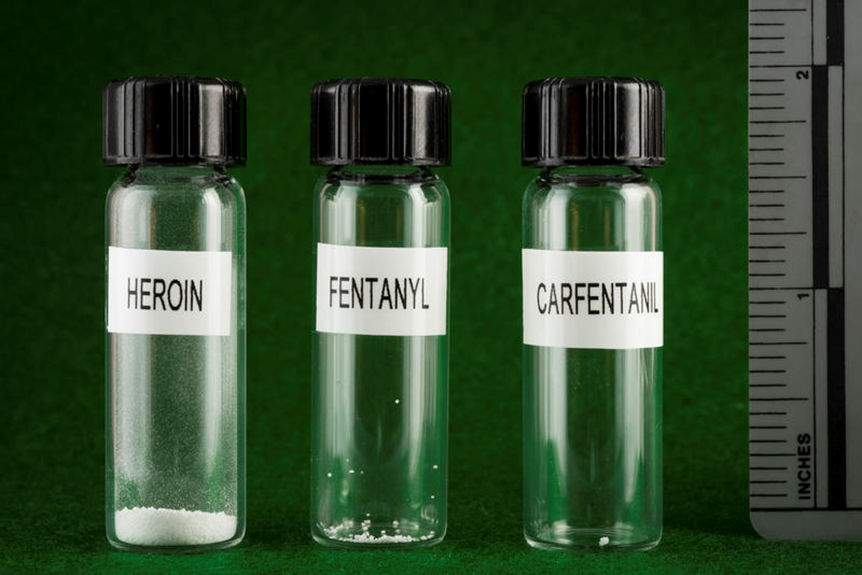 HEROIN
FENTANYL
CARFENTANIL
2
1
INCHES